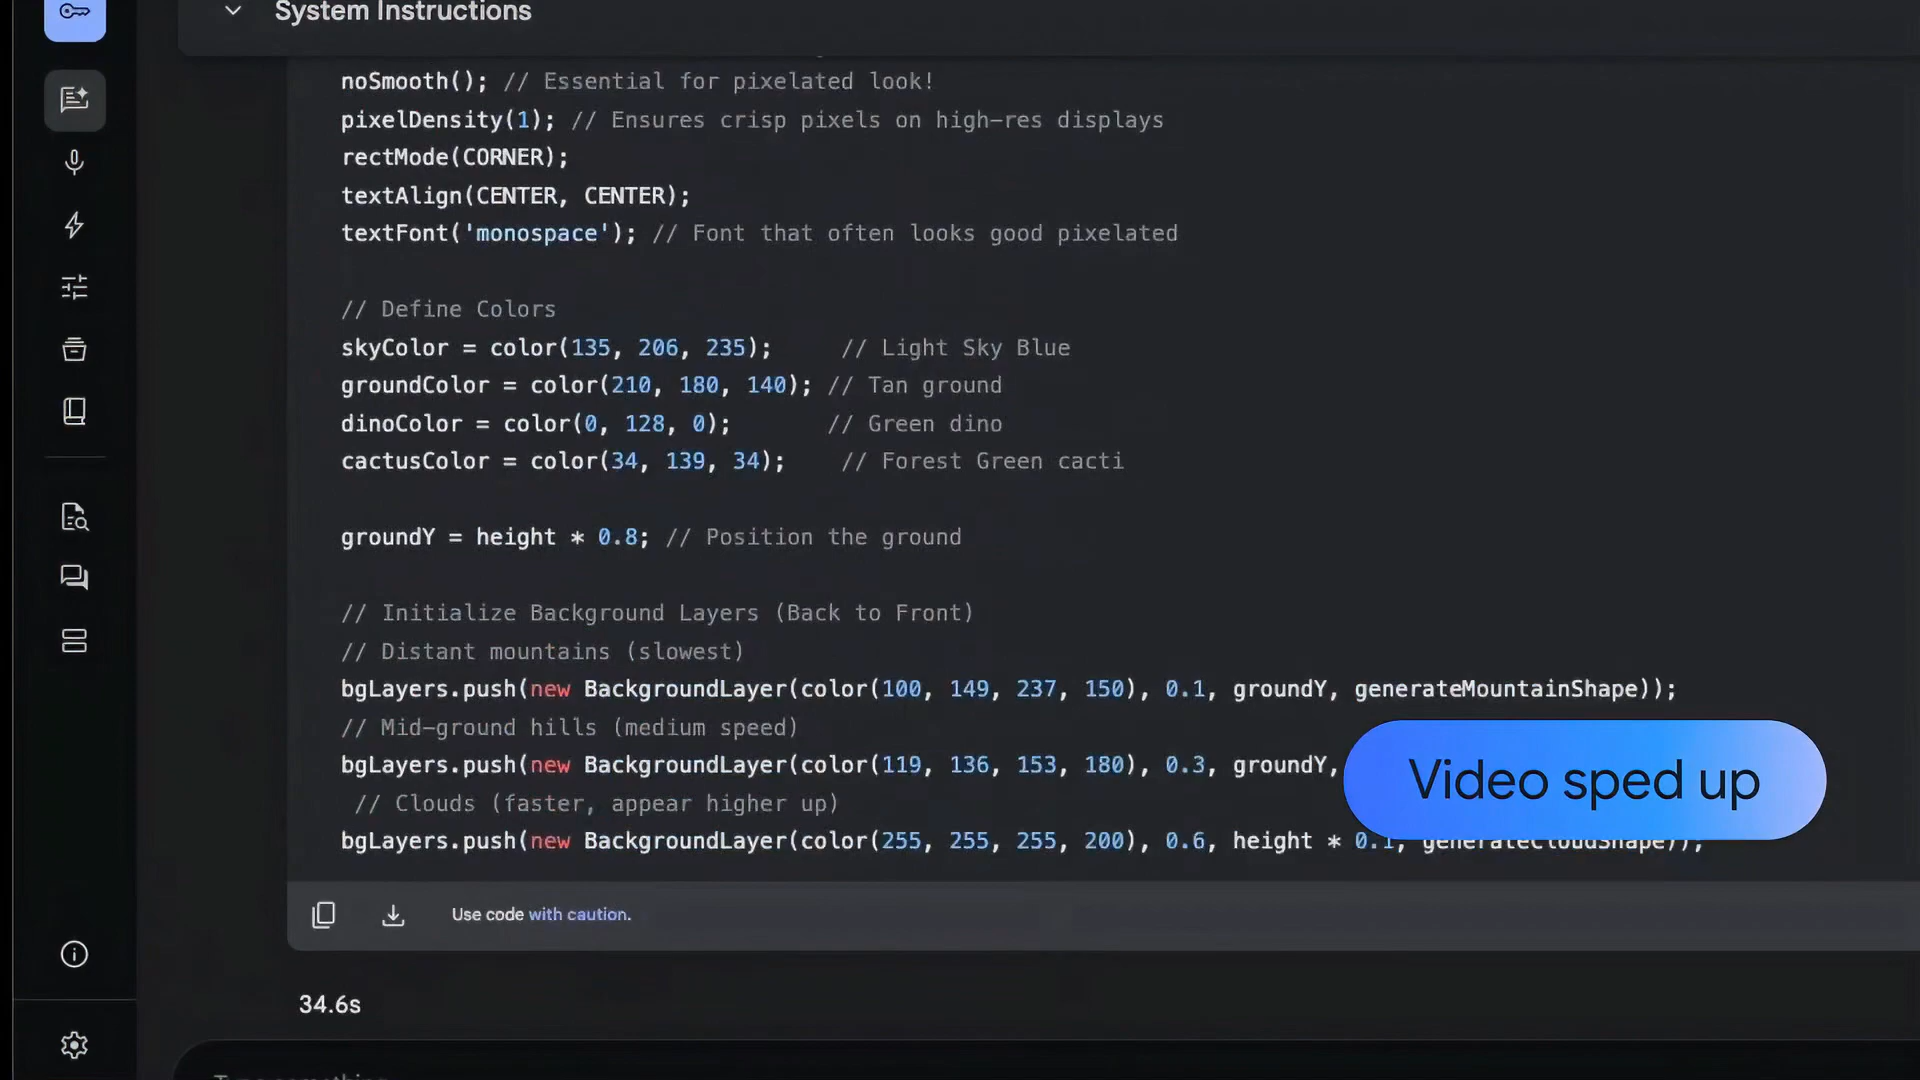 System Instructions
noSmooth(); // Essential for pixelated look!
pixelDensity(1); // Ensures crisp pixels on high-res displays
rectMode(CORNER);
textAlign(CENTER, CENTER);
textFont('monospace'); // Font that often looks good pixelated
// Define Colors
skyColor = color(135, 206, 235); // Light Sky Blue
groundColor = color(210, 180, 140); // Tan ground
dinoColor = color(0, 128, 0); // Green dino
cactusColor = color(34, 139, 34); // Forest Green cacti
groundY = height * 0.8; // Position the ground
// Initialize Background Layers (Back to Front)
// Distant mountains (slowest)
bgLayers.push(new BackgroundLayer(color(100, 149, 237, 150), 0.1, groundY, generateMountainShape));
// Mid-ground hills (medium speed)
bgLayers.push(new BackgroundLayer(color(119, 136, 153, 180), 0.3, groundY,
Video sped up
// Clouds (faster, appear higher up)
bgLayers.push(new BackgroundLayer(color(255, 255, 255, 200), 0.6, height * 0.1, generateCloudShape));
Use code with caution.
34.6s